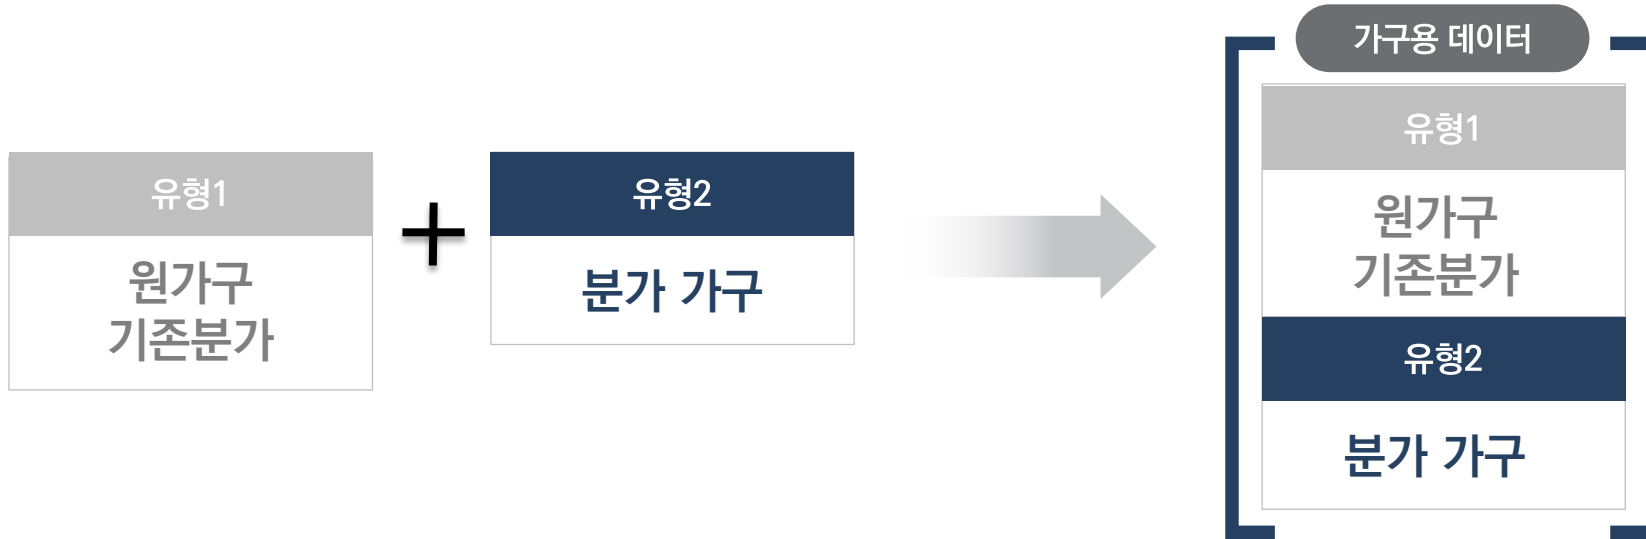 유형1
원가구
기존분가
+
유형2
분가 가구
가구용 데이터
유형1
원가구
기존분가
유형2
분가 가구